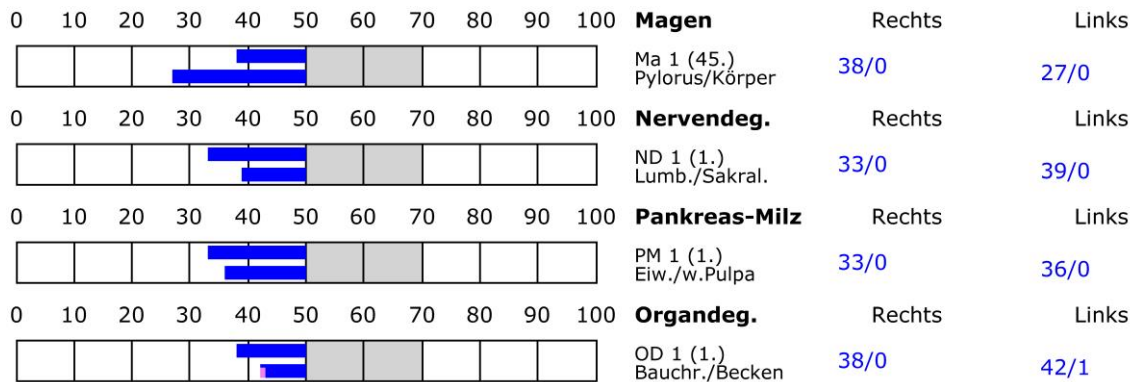 0 10 20 30 40 50 60 70 80 90 100 Magen Rechts Links
Ma 1 (45.)
Pylorus/Körper 38/0 27/0
0 10 20 30 40 50 60 70 80 90 100 Nervendeg. Rechts Links
ND 1 (1.)
Lumb./Sakral. 33/0 39/0
0 10 20 30 40 50 60 70 80 90 100 Pankreas-Milz Rechts Links
PM 1 (1.)
Eiw./w.Pulpa 33/0 36/0
0 10 20 30 40 50 60 70 80 90 100 Organdeg. Rechts Links
OD 1 (1.)
Bauchr./Becken 38/0 42/1